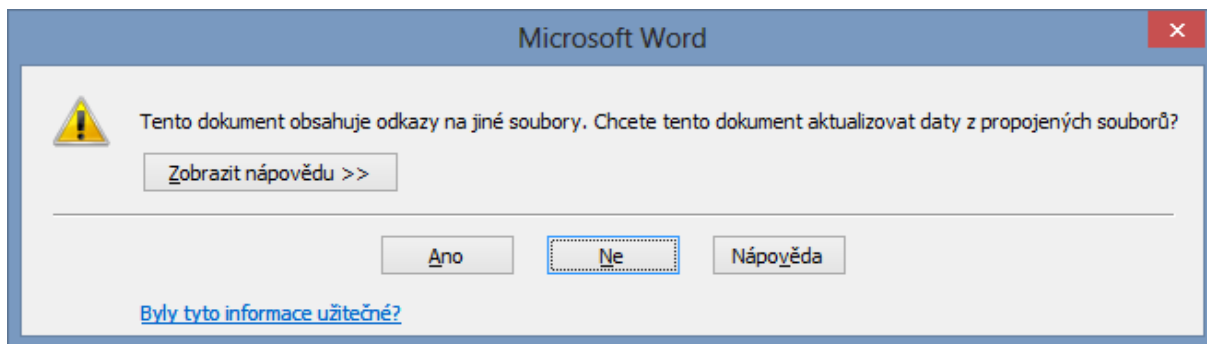 Microsoft Word
Tento dokument obsahuje odkazy na jiné soubory. Chcete tento dokument aktualizovat daty z propojených souborů?
Zobrazit nápovědu >>
Ano
Ne
Nápověda
Byly tyto informace užitečné?